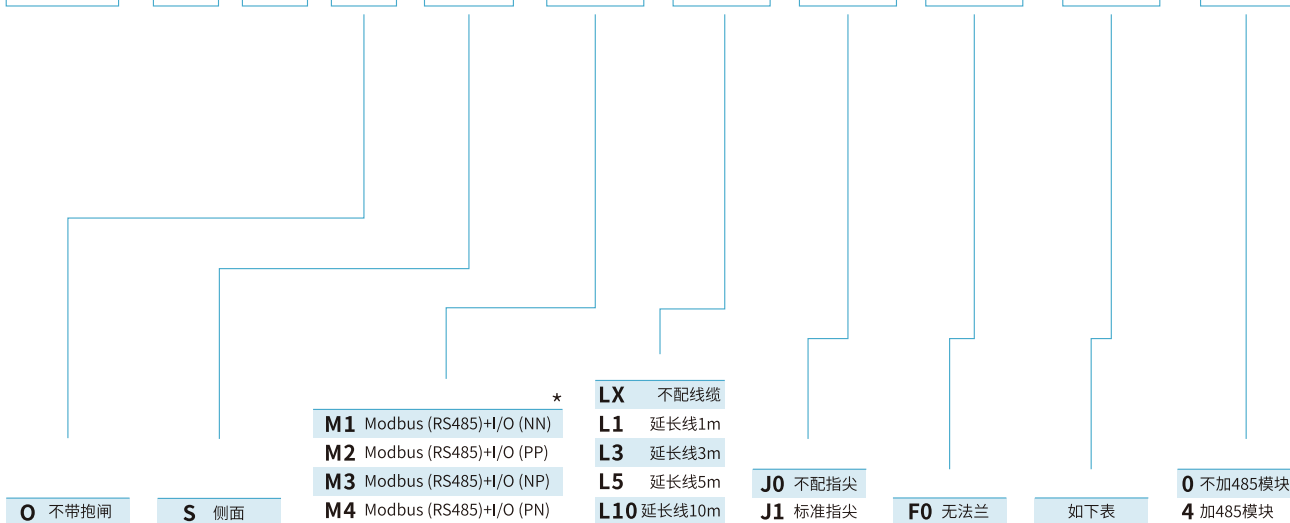 *
M1 Modbus (RS485)+I/O (NN)
M2 Modbus (RS485)+I/O (PP)
M3 Modbus (RS485)+I/O (NP)
M4 Modbus (RS485)+I/O (PN)
LX 不配线缆
L1 延长线1m
L3 延长线3m
L5 延长线5m
L10 延长线10m
J0 不配指尖
J1 标准指尖
0 不加485模块
4 加485模块
O 不带抱闸
S 侧面
F0 无法兰
如下表